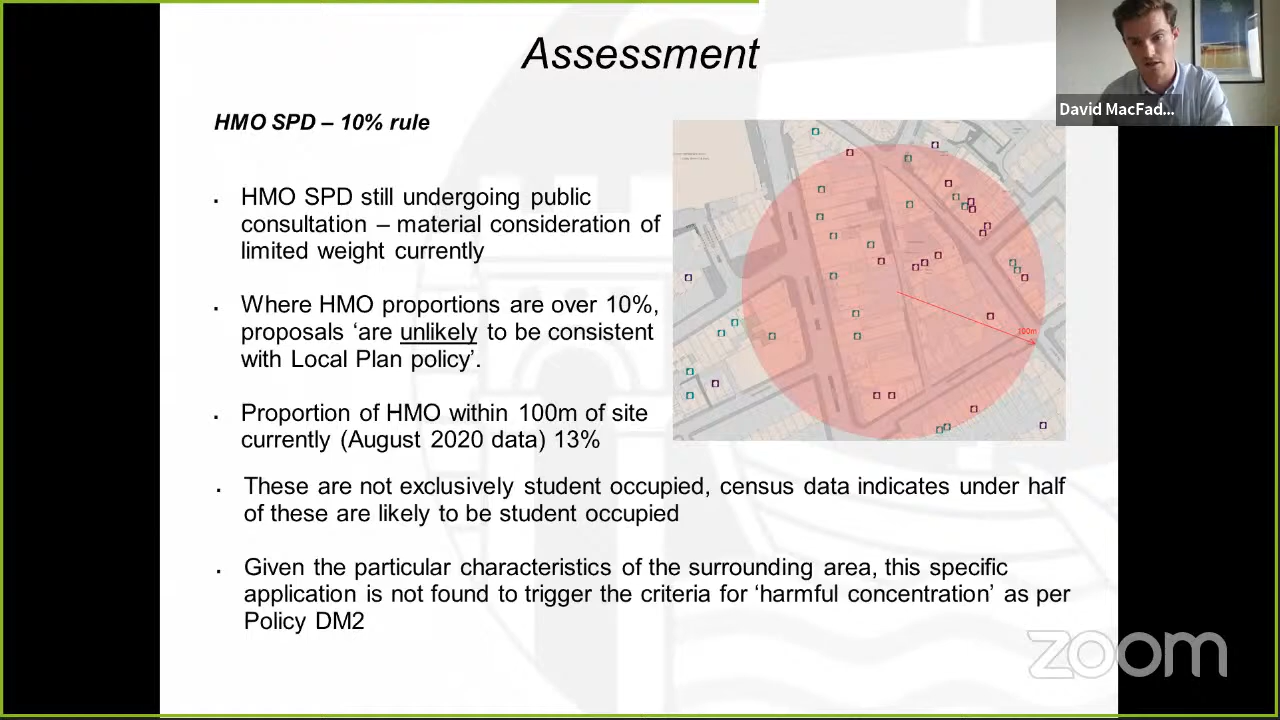 Assessment
David MacFad...
HMO SPD – 10% rule
HMO SPD still undergoing public
consultation – material consideration of
limited weight currently
Where HMO proportions are over 10%,
proposals ‘are unlikely to be consistent
with Local Plan policy’.
Proportion of HMO within 100m of site
currently (August 2020 data) 13%
100m
These are not exclusively student occupied, census data indicates under half
of these are likely to be student occupied
Given the particular characteristics of the surrounding area, this specific
application is not found to trigger the criteria for ‘harmful concentration’ as per
Policy DM2
zoom